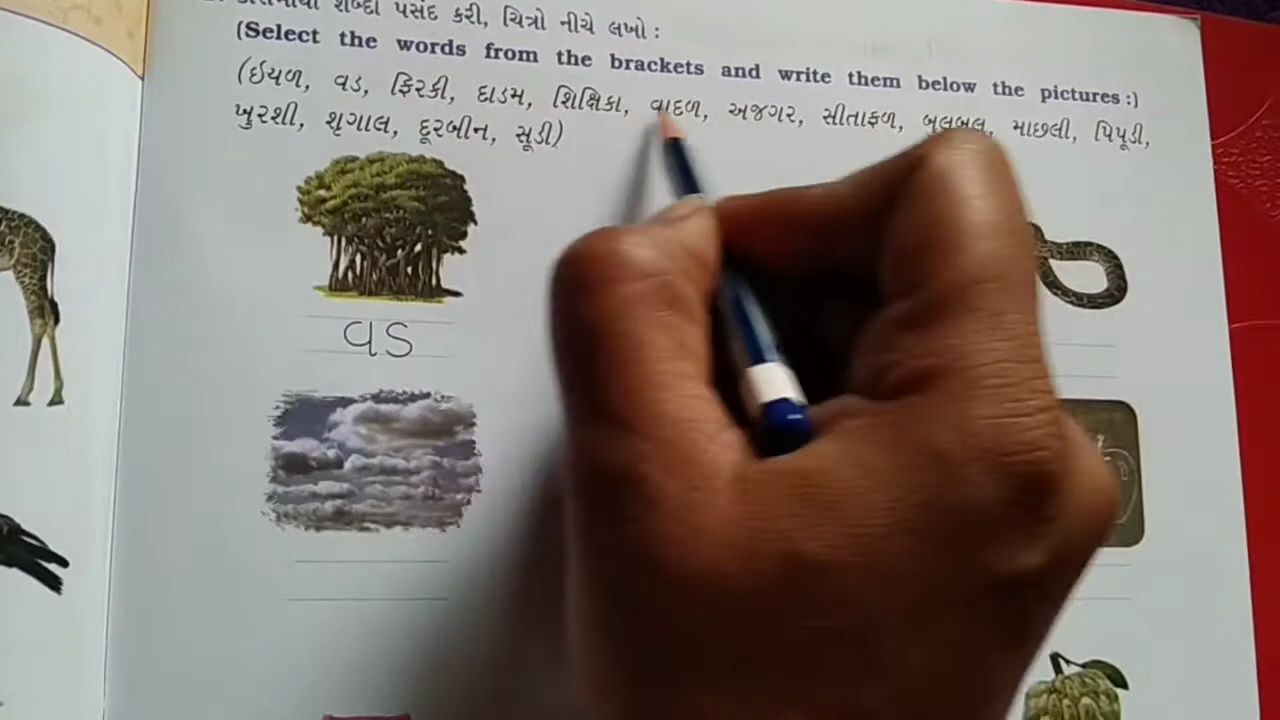 શબ્દો પસંદ કરી, ચિત્રો નીચે લખો :
(Select the words from the brackets and write them below the pictures :)
(ઈયળ, વડ, ફિરકી, દાડમ, શિક્ષિકા, વાદળ, અજગર, સીતાફળ, બુલબુલ, માછલી, પિપૂડી,
ખુરશી, શૃગાલ, દૂરબીન, સૂડી)
વડ